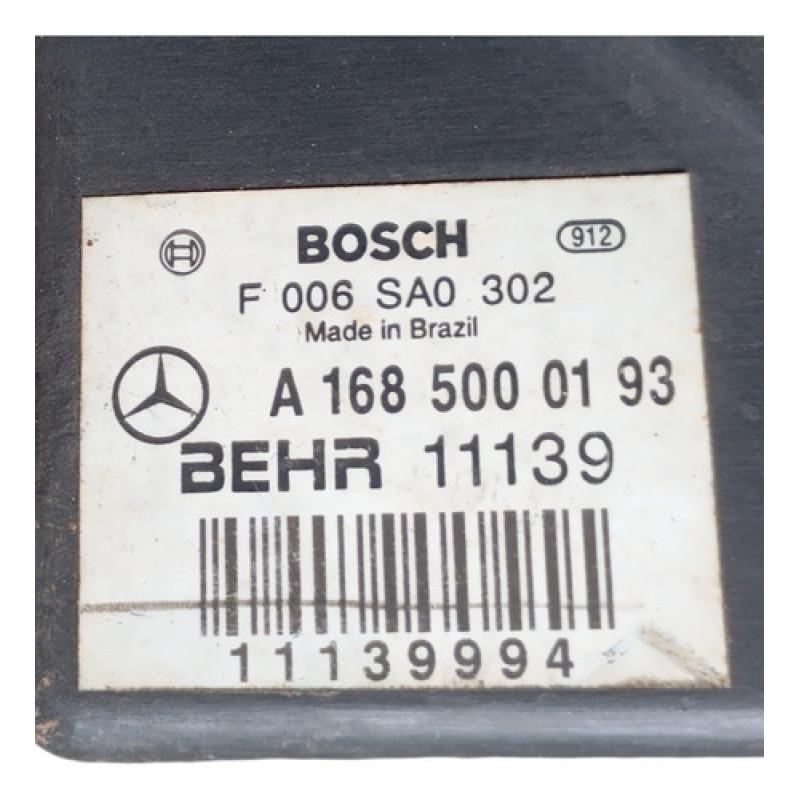 BOSCH 912
F 006 SA0 302
Made in Brazil
A 168 500 01 93
BEHR 11139
11139994